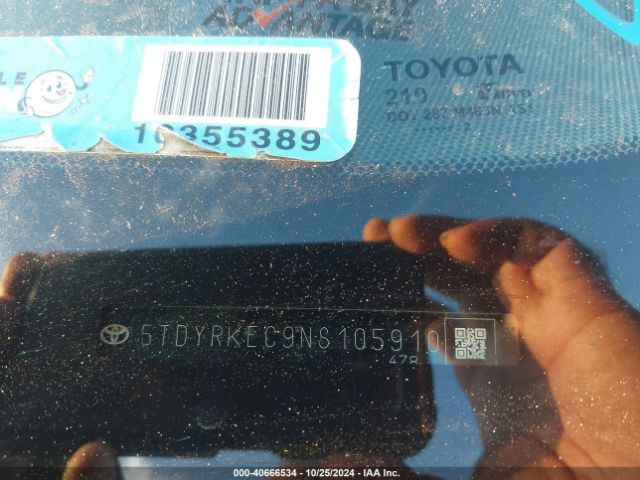 ADVANTAGE
TOYOTA
219
10355389
5TDYRKEC9NS105910
478
000-40666534 - 10/25/2024 - IAA Inc.